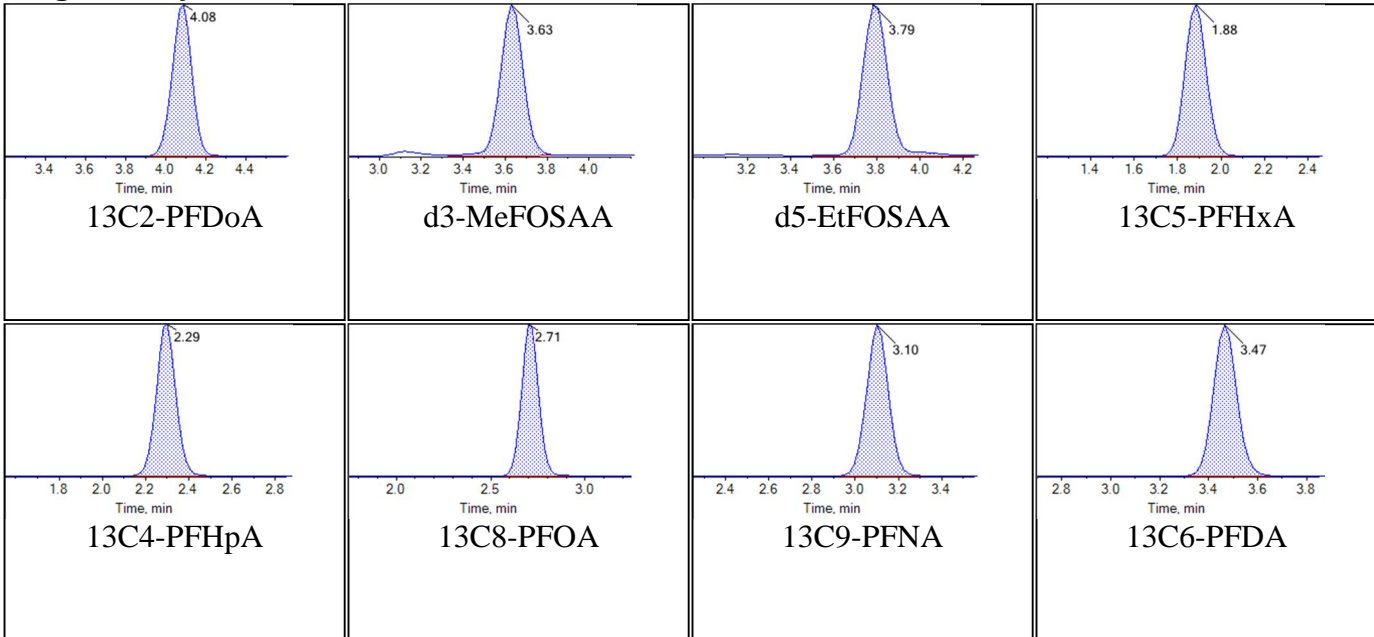 4.08 3.63 3.79 1.88
3.4 3.6 3.8 4.0 4.2 4.4 3.0 3.2 3.4 3.6 3.8 4.0 3.2 3.4 3.6 3.8 4.0 4.2 1.4 1.6 1.8 2.0 2.2 2.4
Time, min Time, min Time, min Time, min
13C2-PFDoA d3-MeFOSAA d5-EtFOSAA 13C5-PFHxA
2.29 2.71 3.10 3.47
1.8 2.0 2.2 2.4 2.6 2.8 2.0 2.5 3.0 2.4 2.6 2.8 3.0 3.2 3.4 2.8 3.0 3.2 3.4 3.6 3.8
Time, min Time, min Time, min Time, min
13C4-PFHpA 13C8-PFOA 13C9-PFNA 13C6-PFDA